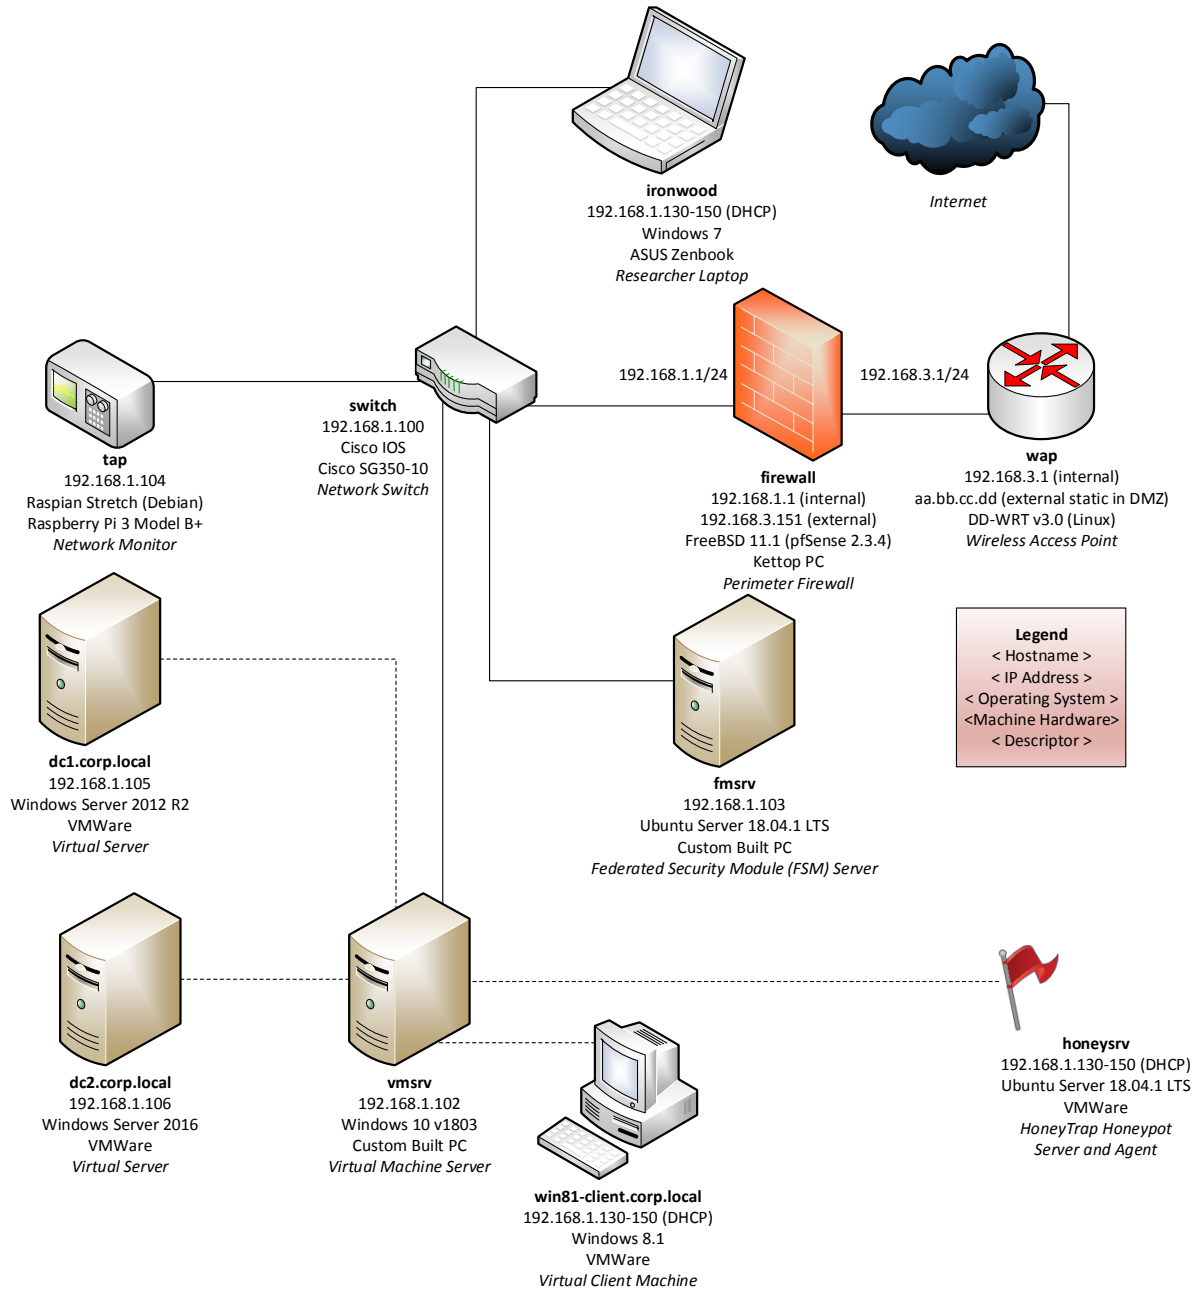 ironwood
192.168.1.130-150 (DHCP)
Windows 7
ASUS Zenbook
Researcher Laptop
Internet
192.168.1.1/24
192.168.3.1/24
tap
192.168.1.104
Raspian Stretch (Debian)
Raspberry Pi 3 Model B+
Network Monitor
switch
192.168.1.100
Cisco IOS
Cisco SG350-10
Network Switch
firewall
192.168.1.1 (internal)
192.168.3.151 (external)
FreeBSD 11.1 (pfSense 2.3.4)
Kettop PC
Perimeter Firewall
wap
192.168.3.1 (internal)
aa.bb.cc.dd (external static in DMZ)
DD-WRT v3.0 (Linux)
Wireless Access Point
Legend
< Hostname >
< IP Address >
< Operating System >
<Machine Hardware>
< Descriptor >
dc1.corp.local
192.168.1.105
Windows Server 2012 R2
VMWare
Virtual Server
fmsrv
192.168.1.103
Ubuntu Server 18.04.1 LTS
Custom Built PC
Federated Security Module (FSM) Server
dc2.corp.local
192.168.1.106
Windows Server 2016
VMWare
Virtual Server
vmsrv
192.168.1.102
Windows 10 v1803
Custom Built PC
Virtual Machine Server
win81-client.corp.local
192.168.1.130-150 (DHCP)
Windows 8.1
VMWare
Virtual Client Machine
honeysrv
192.168.1.130-150 (DHCP)
Ubuntu Server 18.04.1 LTS
VMWare
HoneyTrap Honeypot
Server and Agent